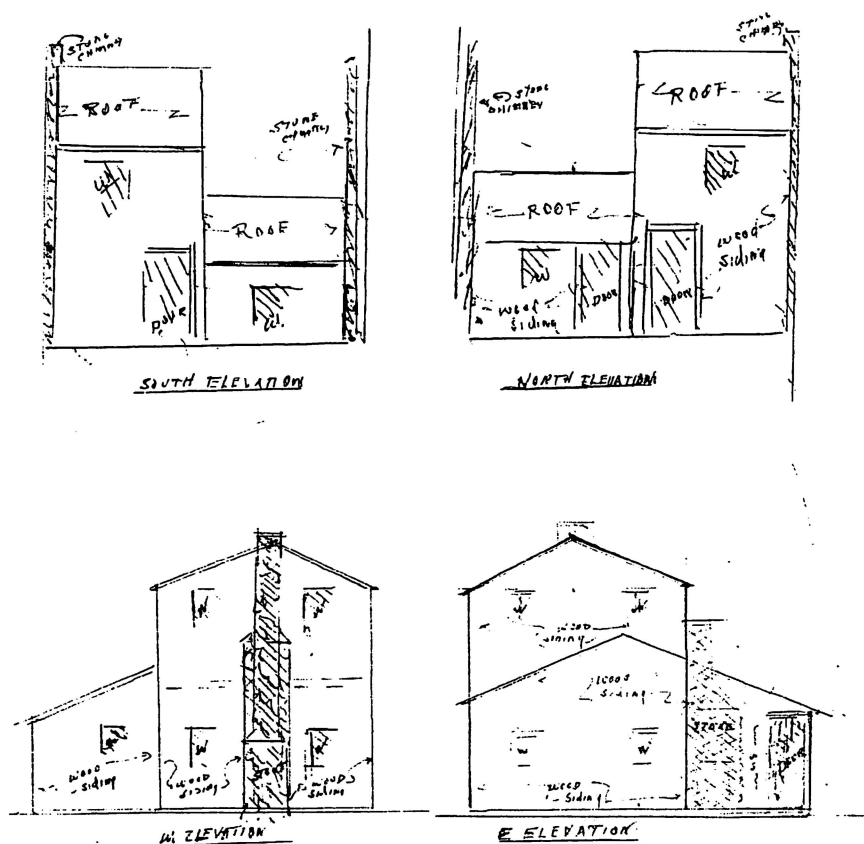 STONE
CHIMNEY
ROOF
STONE
CHIMNEY
W
ROOF
DOOR
W
SOUTH ELEVATION
STONE
CHIMNEY
STONE
CHIMNEY
ROOF
W
ROOF
WOOD
SIDING
W
DOOR
DOOR
WOOD
SIDING
NORTH ELEVATION
W
W
W
W
WOOD
SIDING
WOOD
SIDING
STONE
WOOD
SIDING
W. ELEVATION
W
W
WOOD
SIDING
WOOD
SIDING
STONE
W
W
DOOR
WOOD
SIDING
E ELEVATION